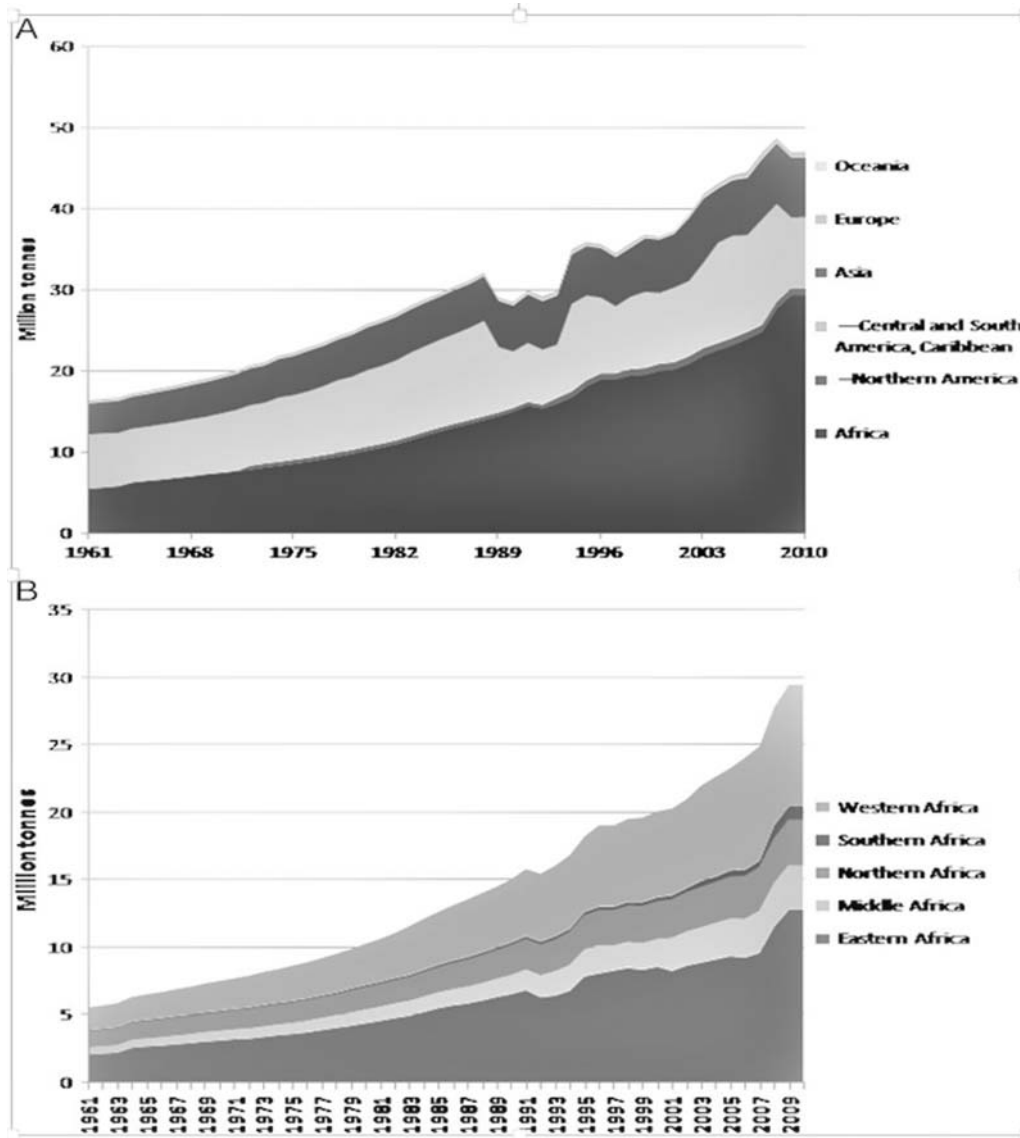 A
60
50
40
30
20
10
0
Million tonnes
1961 1968 1975 1982 1989 1996 2003 2010
Oceania
Europe
Asia
—Central and South
America, Caribbean
—Northern America
Africa
B
35
30
25
20
15
10
5
0
Million tonnes
1961 1963 1965 1967 1969 1971 1973 1975 1977 1979 1981 1983 1985 1987 1989 1991 1993 1995 1997 1999 2001 2003 2005 2007 2009
Western Africa
Southern Africa
Northern Africa
Middle Africa
Eastern Africa